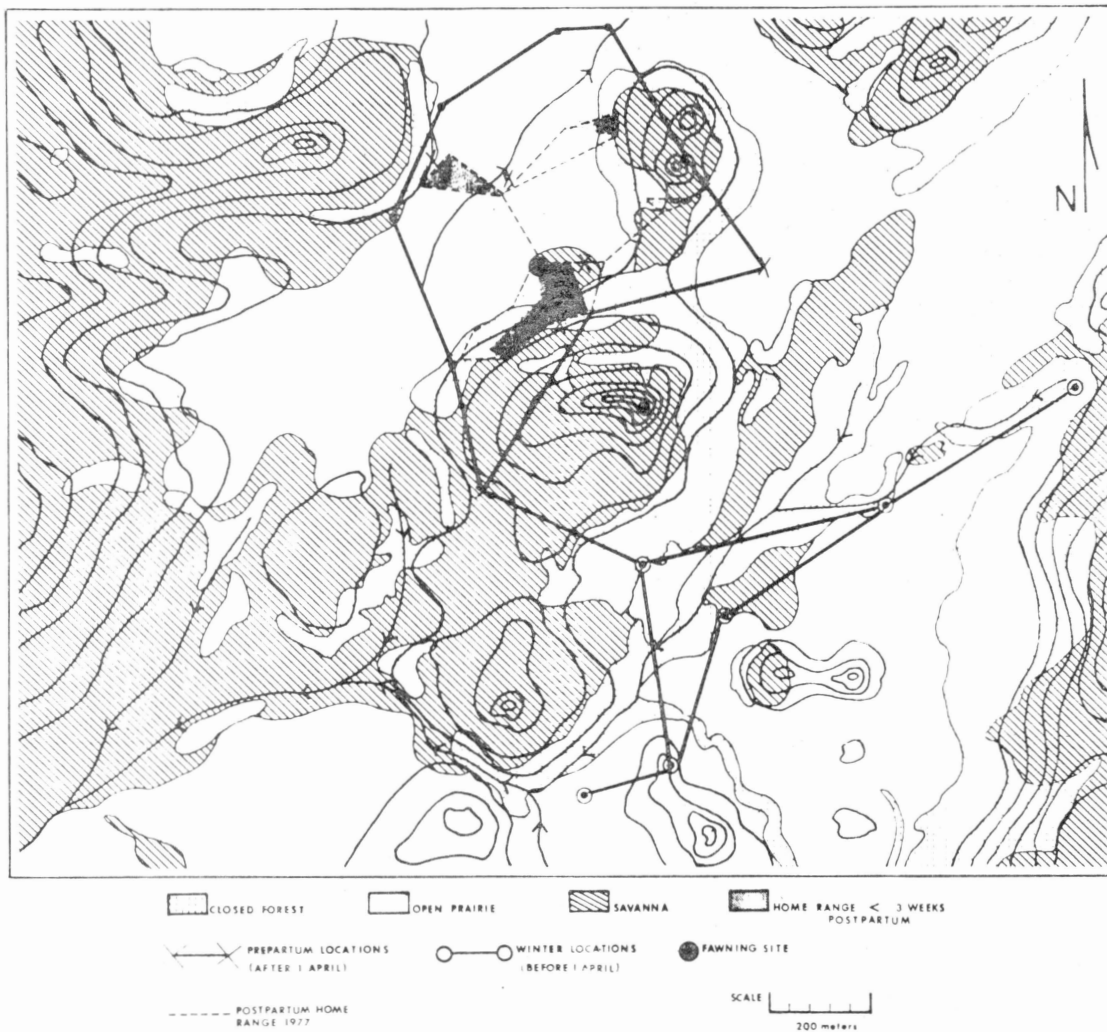 N
CLOSED FOREST
OPEN PRAIRIE
SAVANNA
HOME RANGE < 3 WEEKS
POSTPARTUM
PREPARTUM LOCATIONS
(AFTER 1 APRIL)
WINTER LOCATIONS
(BEFORE 1 APRIL)
FAWNING SITE
POSTPARTUM HOME
RANGE 1977
SCALE
200 meters